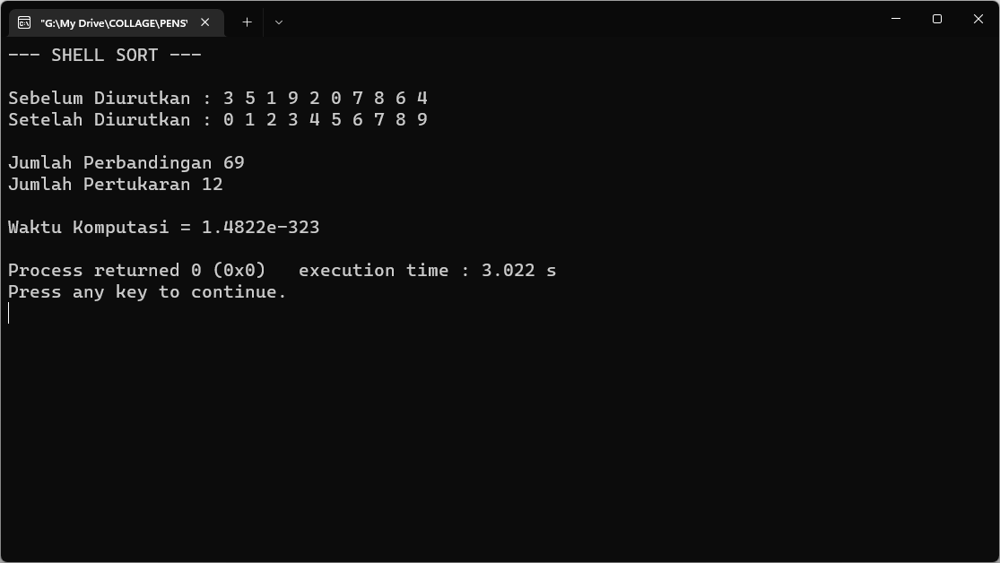 "G:\My Drive\COLLAGE\PENS\
--- SHELL SORT ---
Sebelum Diurutkan : 3 5 1 9 2 0 7 8 6 4
Setelah Diurutkan : 0 1 2 3 4 5 6 7 8 9
Jumlah Perbandingan 69
Jumlah Pertukaran 12
Waktu Komputasi = 1.4822e-323
Process returned 0 (0x0)   execution time : 3.022 s
Press any key to continue.